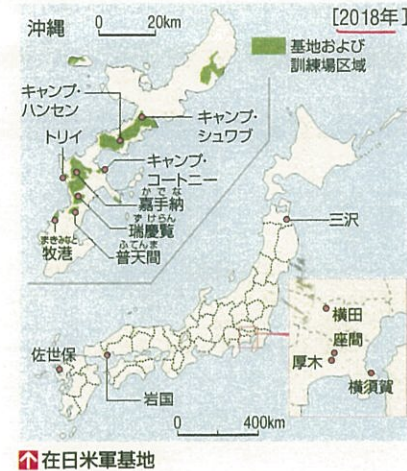 沖縄
0 20km
[2018年]
基地および
訓練場区域
キャンプ・
ハンセン
キャンプ・
シュワブ
トリイ
キャンプ・
コートニー
かでな
嘉手納
ずけらん
瑞慶覧
まきみなと
牧港
ふてんま
普天間
三沢
横田
座間
厚木
横須賀
佐世保
岩国
0 400km
在日米軍基地